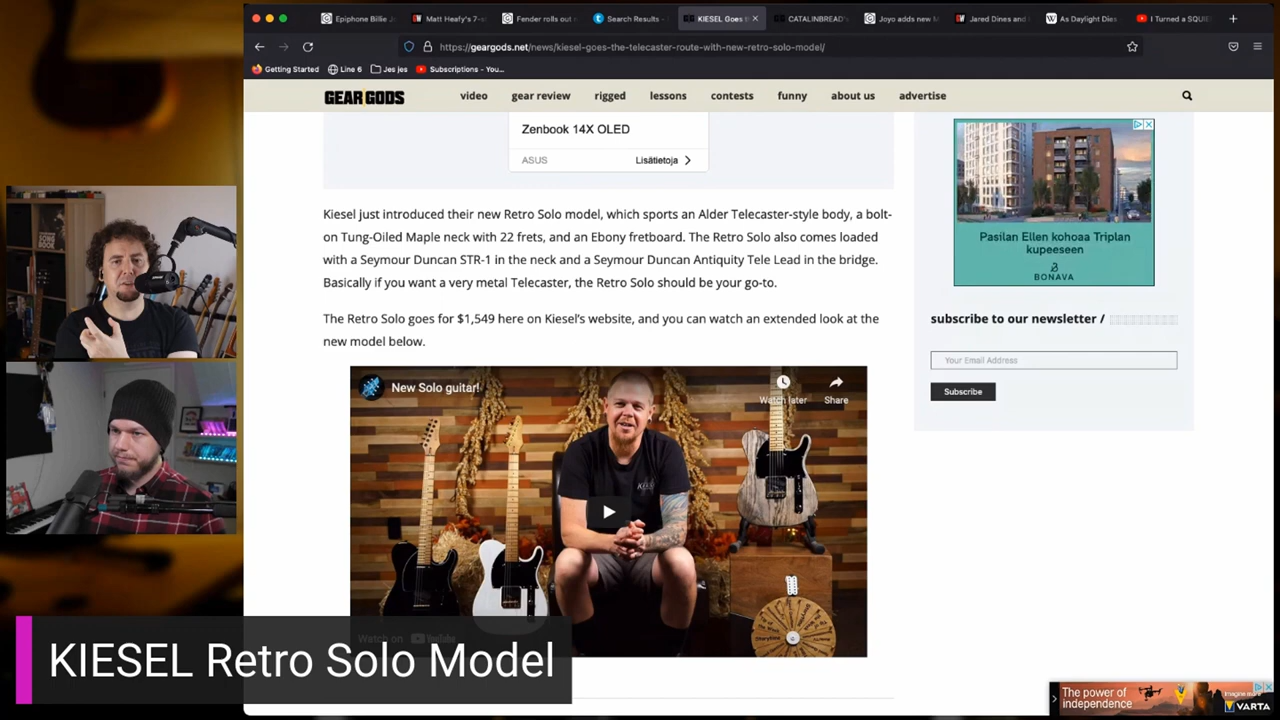 Epiphone Billie J
Matt Heafy's 7-s
Fender rolls out n
Search Results -
KIESEL Goes t
CATALINBREAD'
Joyo adds new M
Jared Dines and
As Daylight Dies
I Turned a SQUIE
https://geargods.net/news/kiesel-goes-the-telecaster-route-with-new-retro-solo-model/
Getting Started
Line 6
Jes jes
Subscriptions - You...
GEAR GODS
video
gear review
rigged
lessons
contests
funny
about us
advertise
Zenbook 14X OLED
ASUS
Lisätietoja
Kiesel just introduced their new Retro Solo model, which sports an Alder Telecaster-style body, a bolt-
on Tung-Oiled Maple neck with 22 frets, and an Ebony fretboard. The Retro Solo also comes loaded
with a Seymour Duncan STR-1 in the neck and a Seymour Duncan Antiquity Tele Lead in the bridge.
Basically if you want a very metal Telecaster, the Retro Solo should be your go-to.
The Retro Solo goes for $1,549 here on Kiesel's website, and you can watch an extended look at the
new model below.
New Solo guitar!
Watch later
Share
Watch on YouTube
Pasilan Ellen kohoaa Triplan
kupeeseen
BONAVA
subscribe to our newsletter /
Your Email Address
Subscribe
KIESEL Retro Solo Model
The power of
independence
VARTA